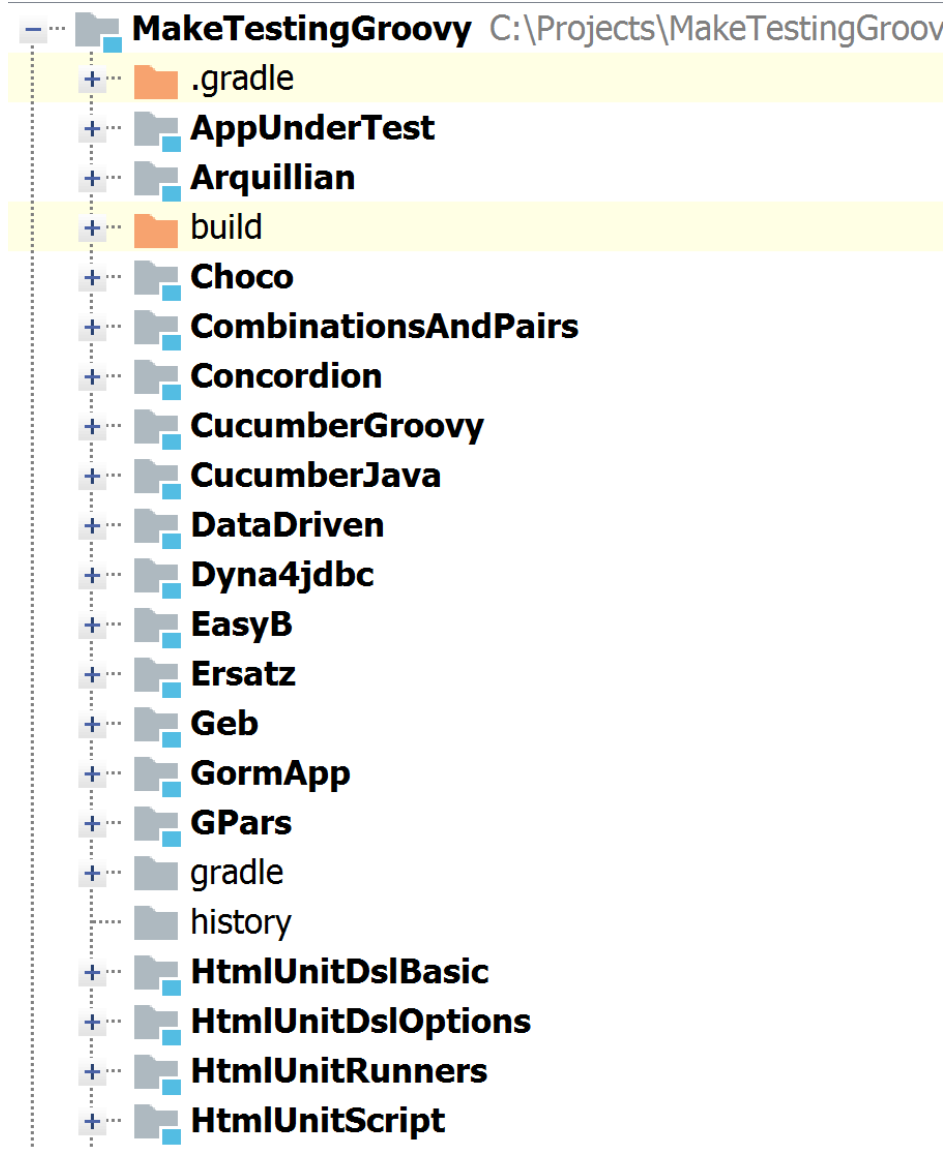 MakeTestingGroovy C:\Projects\MakeTestingGroov
.gradle
AppUnderTest
Arquillian
build
Choco
CombinationsAndPairs
Concordion
CucumberGroovy
CucumberJava
DataDriven
Dyna4jdbc
EasyB
Ersatz
Geb
GormApp
GPars
gradle
history
HtmlUnitDslBasic
HtmlUnitDslOptions
HtmlUnitRunners
HtmlUnitScript